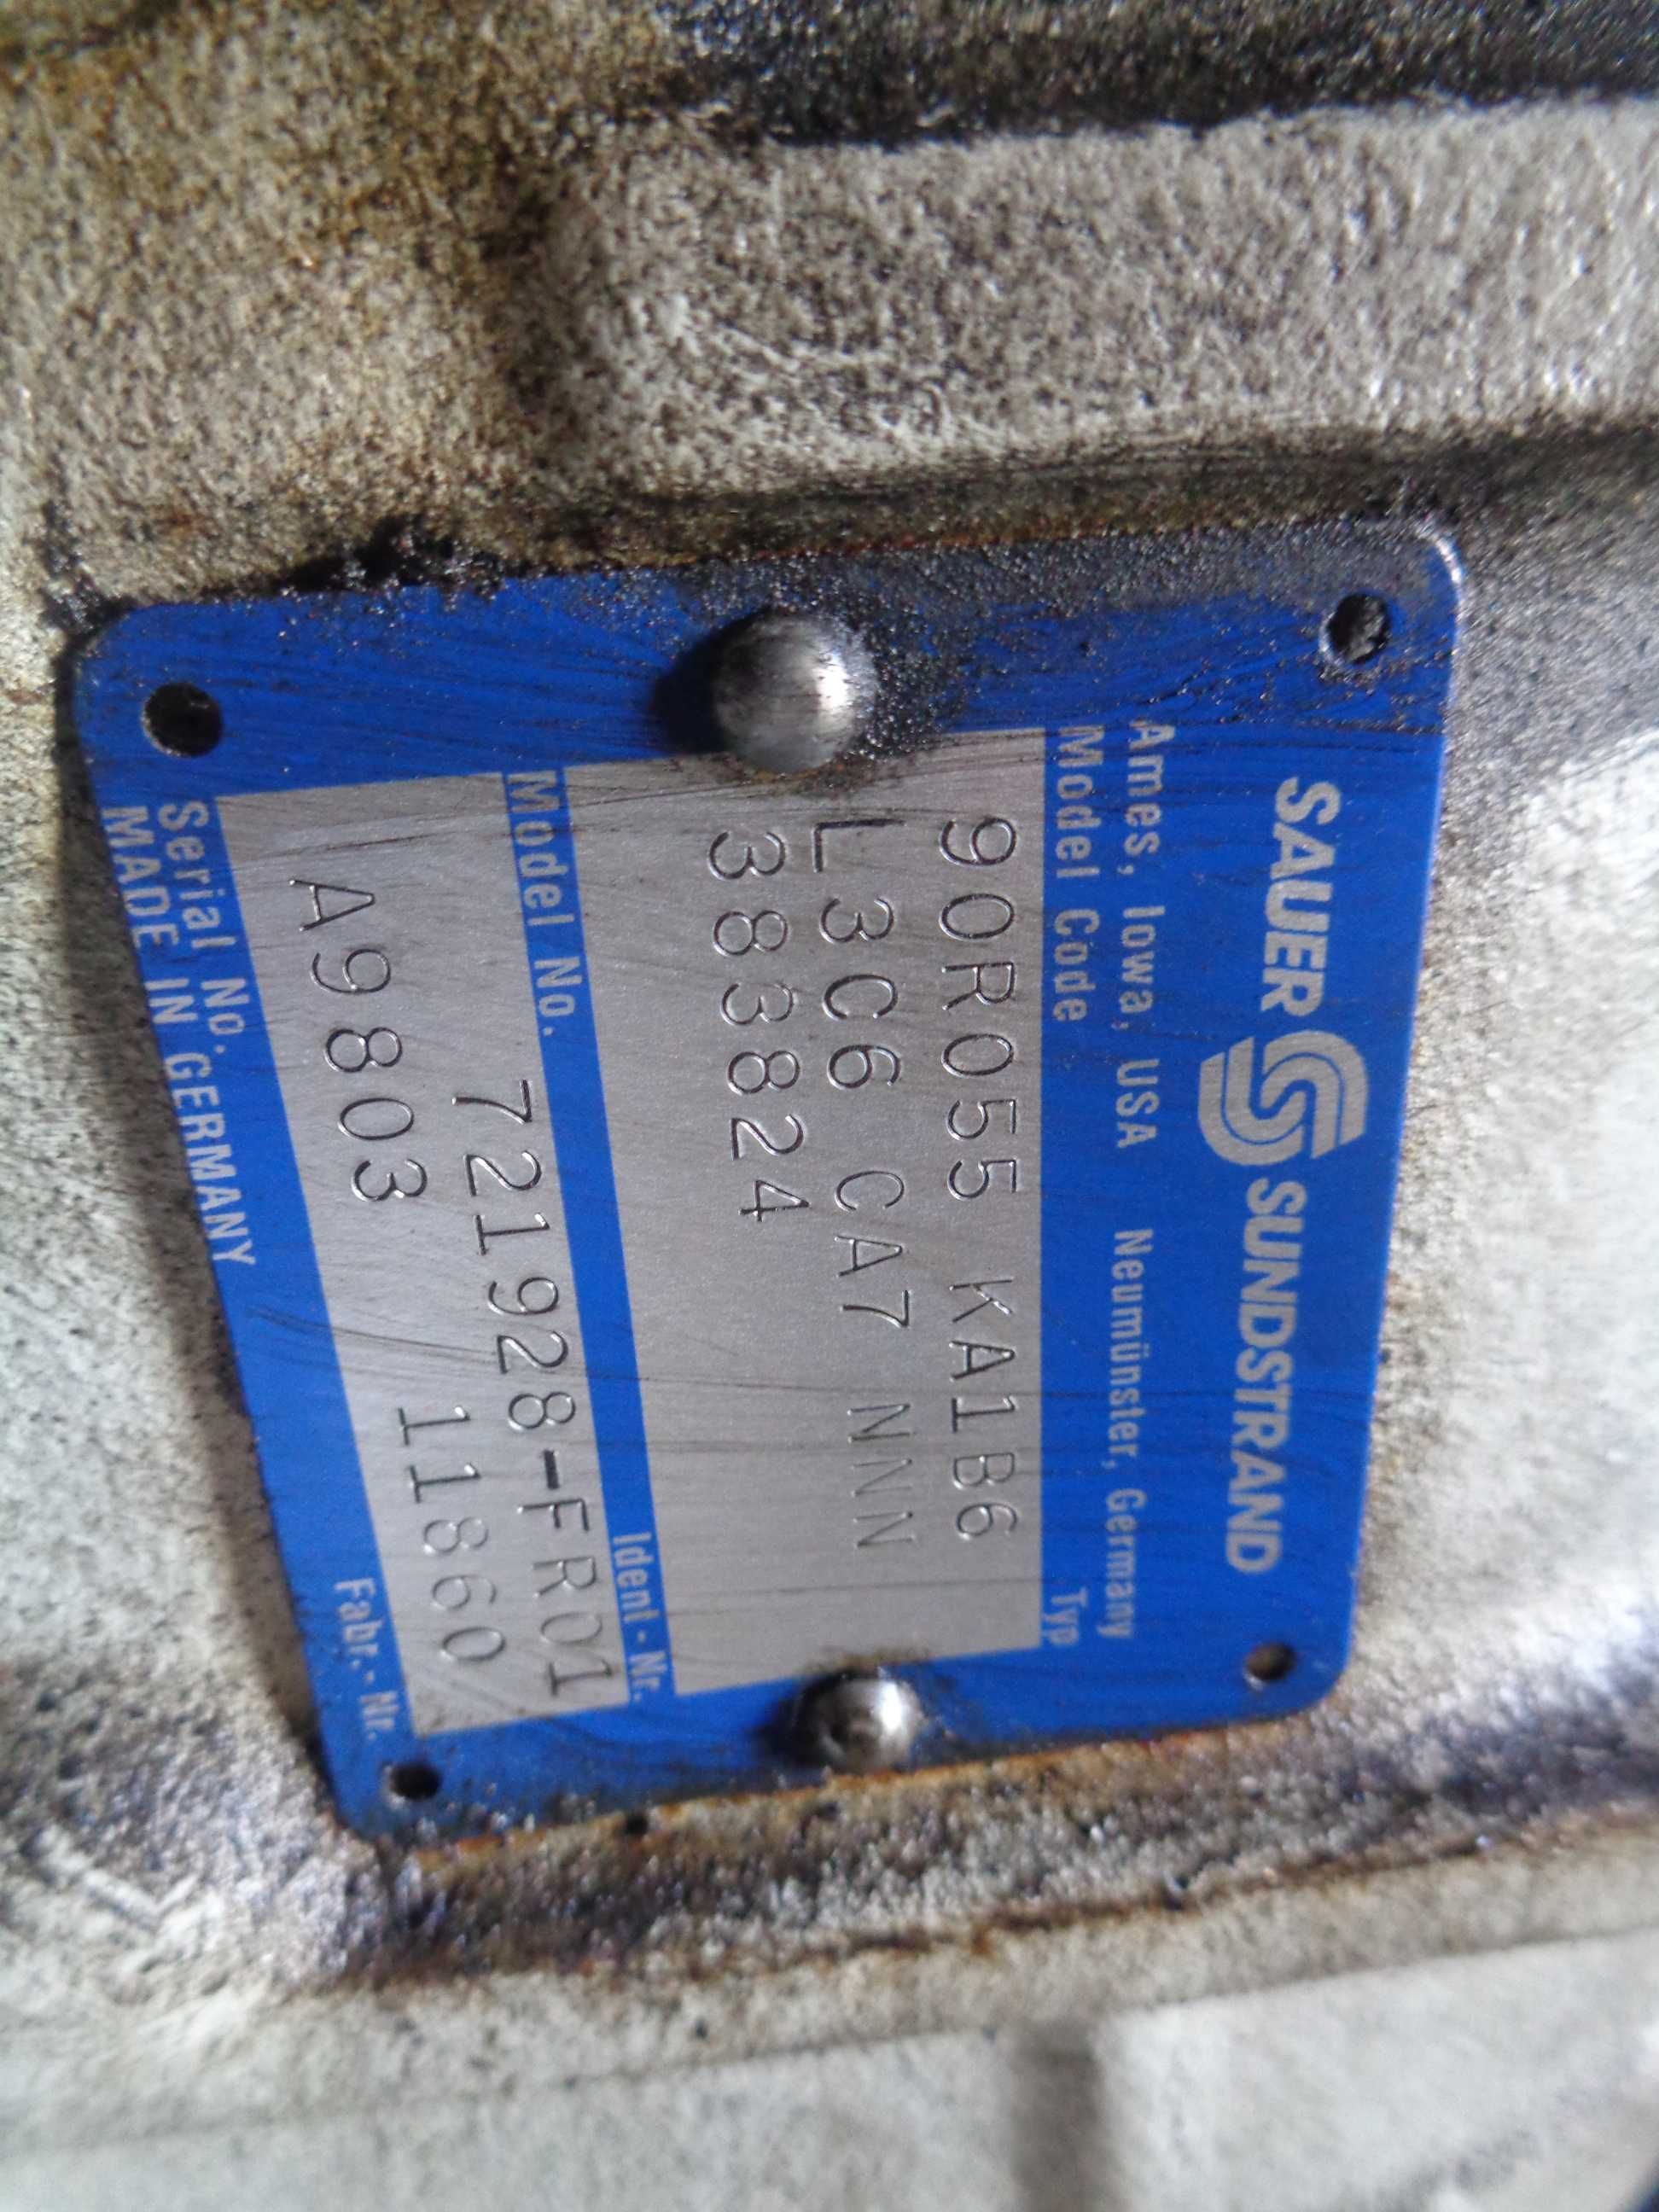 SAUER SUNDSTRAND
Ames, Iowa, USA Neumünster, Germany
Model Code Typ
90R055 KA1B6
L3C6 CA7 NNN
383824
Model No. Ident-Nr.
721928-FR01
A9803 11860
Serial No. Fabr.-Nr.
MADE IN GERMANY